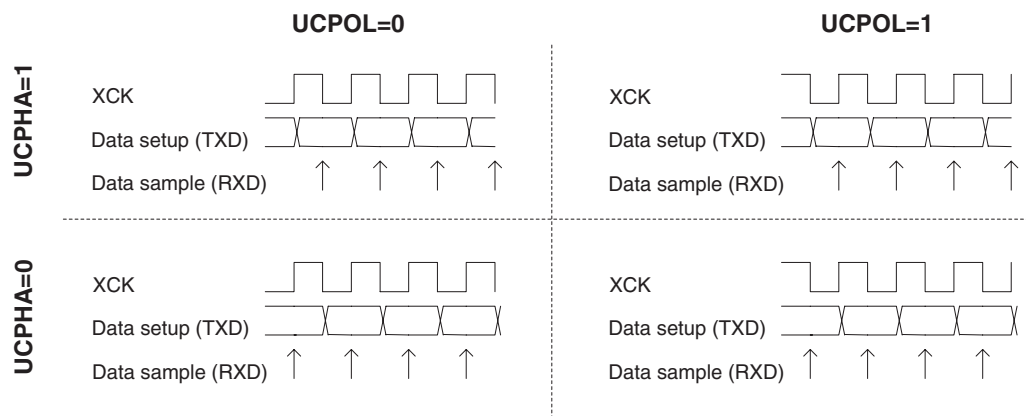 UCPOL=0 UCPOL=1
UCPHA=1
XCK
Data setup (TXD)
Data sample (RXD)
XCK
Data setup (TXD)
Data sample (RXD)
UCPHA=0
XCK
Data setup (TXD)
Data sample (RXD)
XCK
Data setup (TXD)
Data sample (RXD)